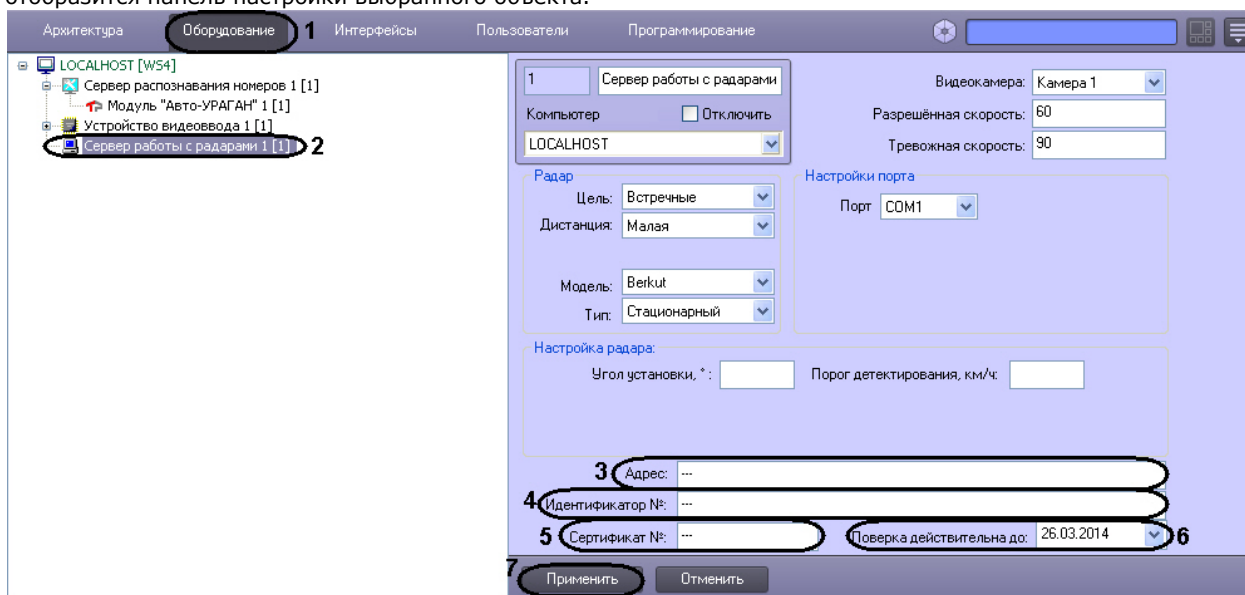 отобразится панель настройки выбранного объекта.
Архитектура Оборудование 1 Интерфейсы Пользователи Программирование
LOCALHOST [WS4]
Сервер распознавания номеров 1 [1]
Модуль "Авто-УРАГАН" 1 [1]
Устройство видеоввода 1 [1]
Сервер работы с радарами 1 [1] 2
1 Сервер работы с радарами
Компьютер Отключить
LOCALHOST
Видеокамера: Камера 1
Разрешённая скорость: 60
Тревожная скорость: 90
Радар
Цель: Встречные
Дистанция: Малая
Модель: Berkut
Тип: Стационарный
Настройки порта
Порт COM1
Настройка радара:
Угол установки, ° : Порог детектирования, км/ч:
3 Адрес: ---
4 Идентификатор №: ---
5 Сертификат №: --- Поверка действительна до: 26.03.2014 6
7 Применить Отменить